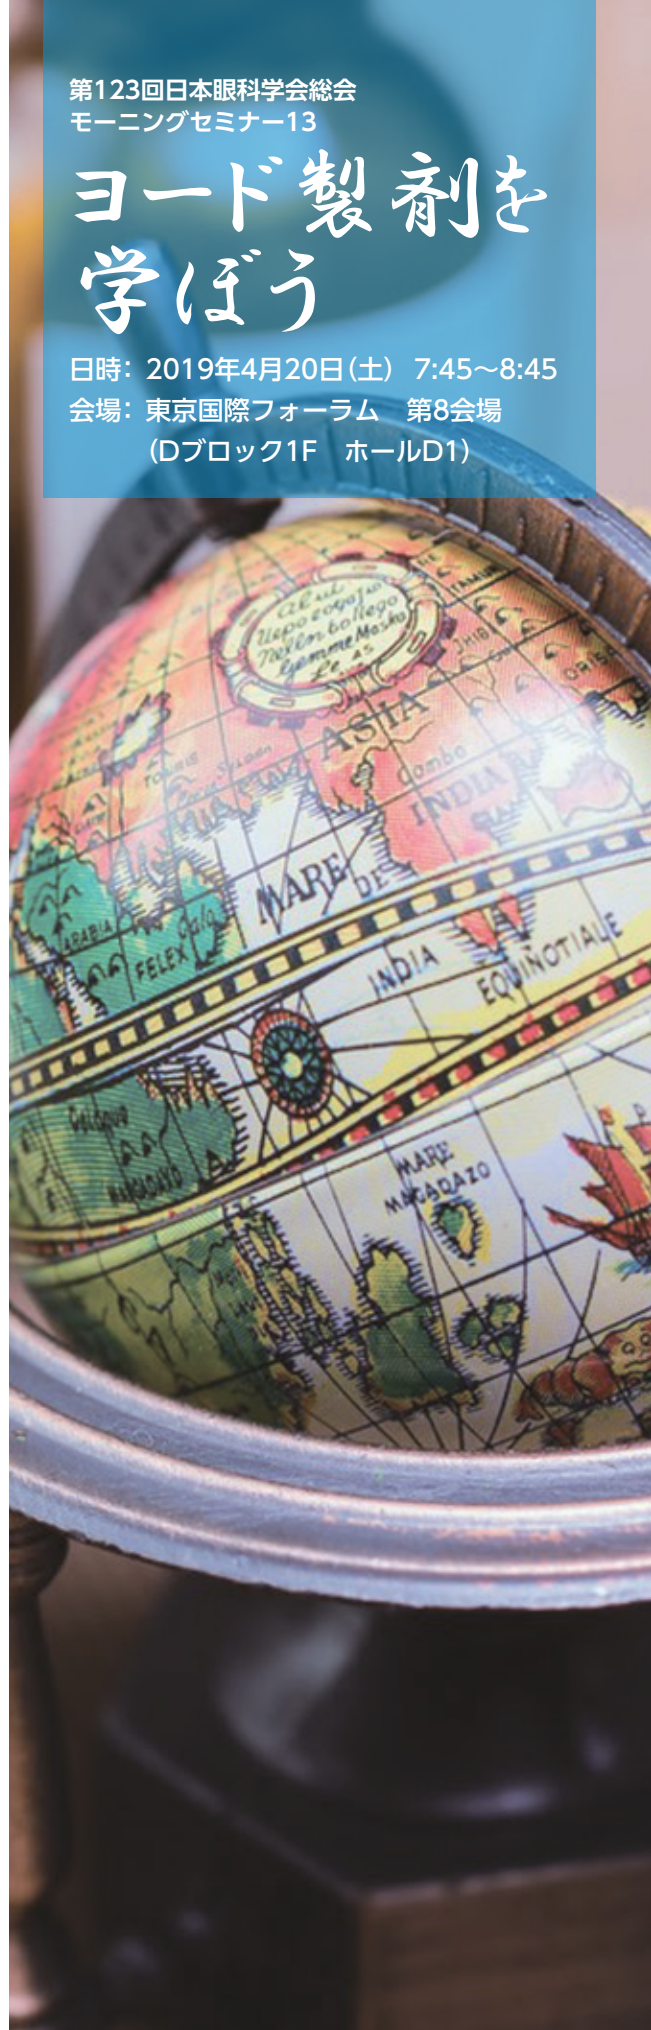 第123回日本眼科学会総会
モーニングセミナー13
ヨード製剤を
学ぼう
日時：2019年4月20日（土） 7:45〜8:45
会場：東京国際フォーラム 第8会場
（Dブロック1F ホールD1）
ASIA
INDIA
MARE
DE
ARABIA
FELEX
INDIA
EQUINOTIALE
MARE
MAGADAZO